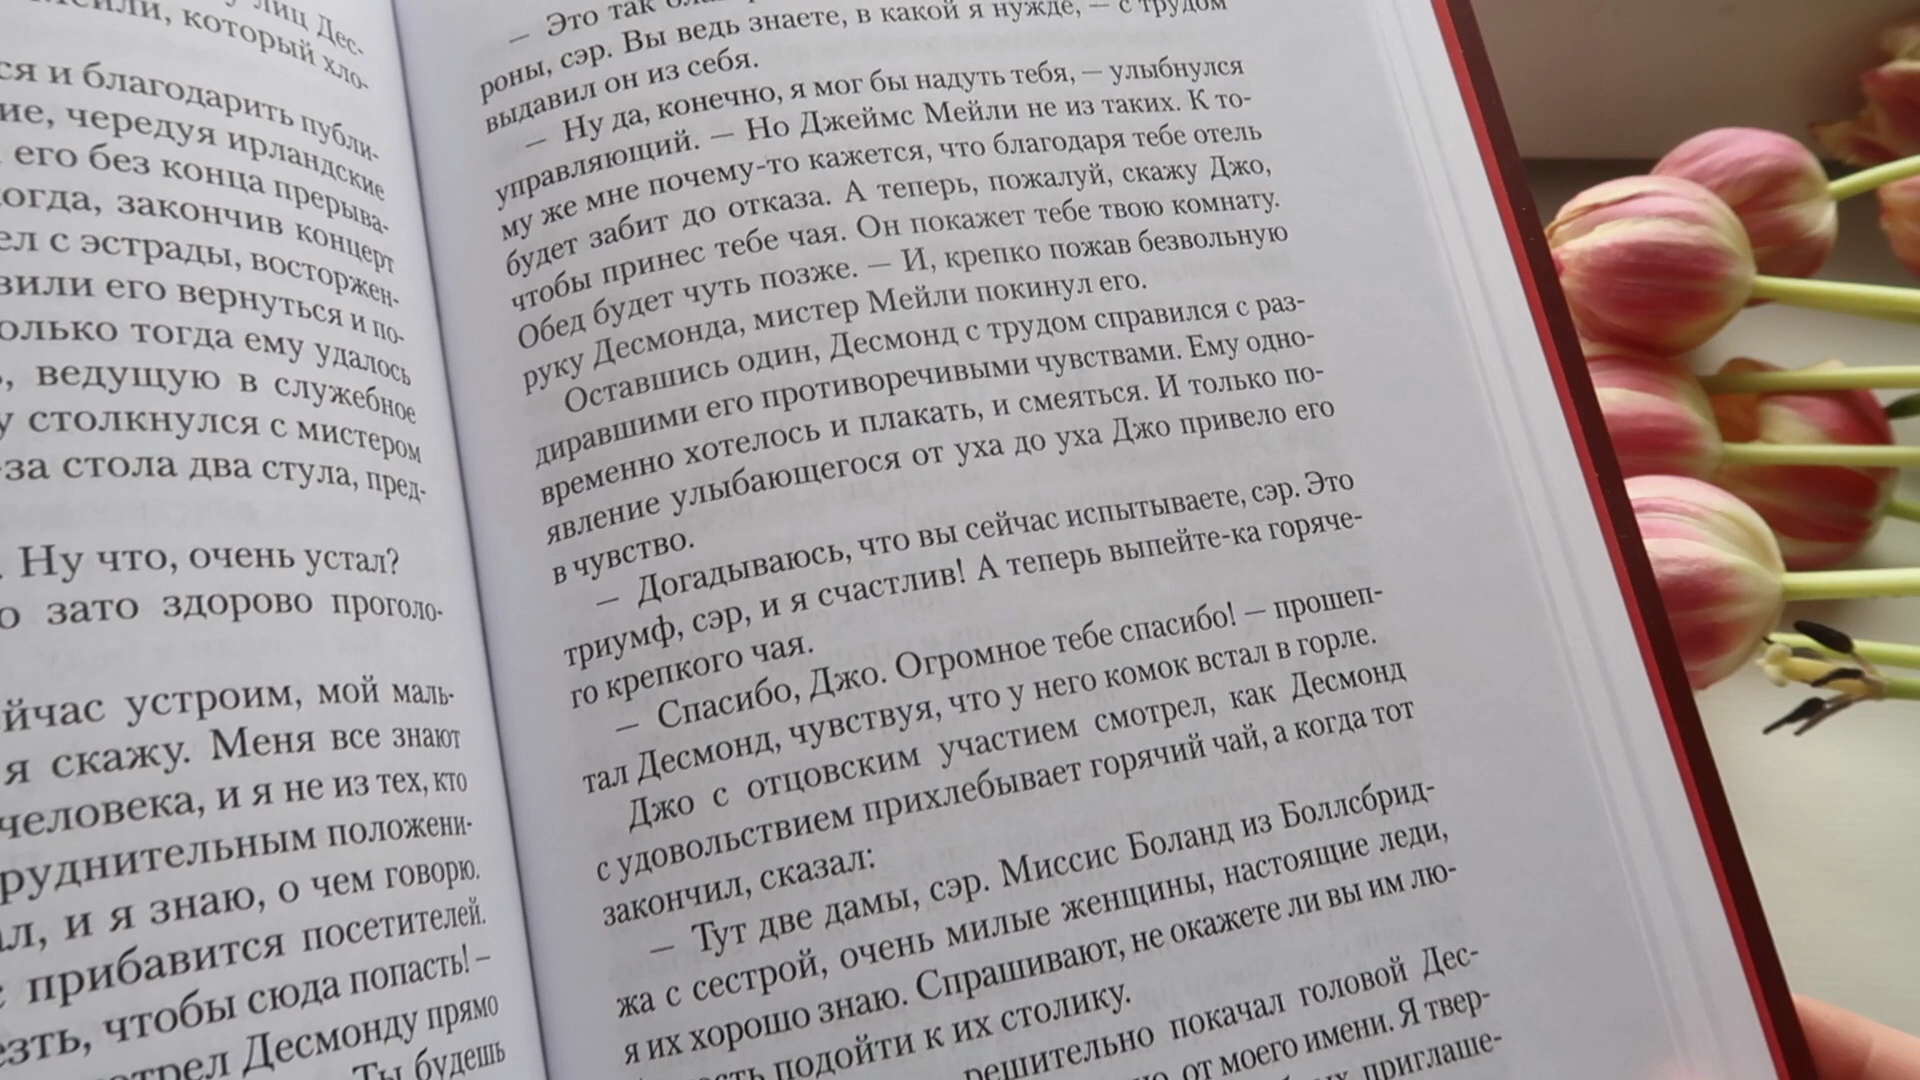 лиц Дес-
который хло-
ся и благодарить публи-
ие, чередуя ирландские
его без конца прерыва-
огда, закончив концерт
ел с эстрады, восторжен-
вили его вернуться и по-
олько тогда ему удалось
ведущую в служебное
у столкнулся с мистером
за стола два стула, пред-
. Ну что, очень устал?
о зато здорово проголо-
йчас устроим, мой маль-
я скажу. Меня все знают
человека, и я не из тех, кто
руднительным положени-
ал, и я знаю, о чем говорю.
прибавится посетителей.
езть, чтобы сюда попасть! –
отрел Десмонду прямо
Ты будешь
— Это так
роны, сэр. Вы ведь знаете, в какой я нужде, — с трудом
выдавил он из себя.
— Ну да, конечно, я мог бы надуть тебя, — улыбнулся
управляющий. — Но Джеймс Мейли не из таких. К то-
му же мне почему-то кажется, что благодаря тебе отель
будет забит до отказа. А теперь, пожалуй, скажу Джо,
чтобы принес тебе чая. Он покажет тебе твою комнату.
Обед будет чуть позже. — И, крепко пожав безвольную
руку Десмонда, мистер Мейли покинул его.
Оставшись один, Десмонд с трудом справился с раз-
диравшими его противоречивыми чувствами. Ему одно-
временно хотелось и плакать, и смеяться. И только по-
явление улыбающегося от уха до уха Джо привело его
в чувство.
— Догадываюсь, что вы сейчас испытываете, сэр. Это
триумф, сэр, и я счастлив! А теперь выпейте-ка горяче-
го крепкого чая.
— Спасибо, Джо. Огромное тебе спасибо! — прошеп-
тал Десмонд, чувствуя, что у него комок встал в горле.
Джо с отцовским участием смотрел, как Десмонд
с удовольствием прихлебывает горячий чай, а когда тот
закончил, сказал:
— Тут две дамы, сэр. Миссис Боланд из Боллсбрид-
жа с сестрой, очень милые женщины, настоящие леди,
я их хорошо знаю. Спрашивают, не окажете ли вы им лю-
подойти к их столику.
решительно покачал головой Дес-
от моего имени. Я твер-
приглаше-